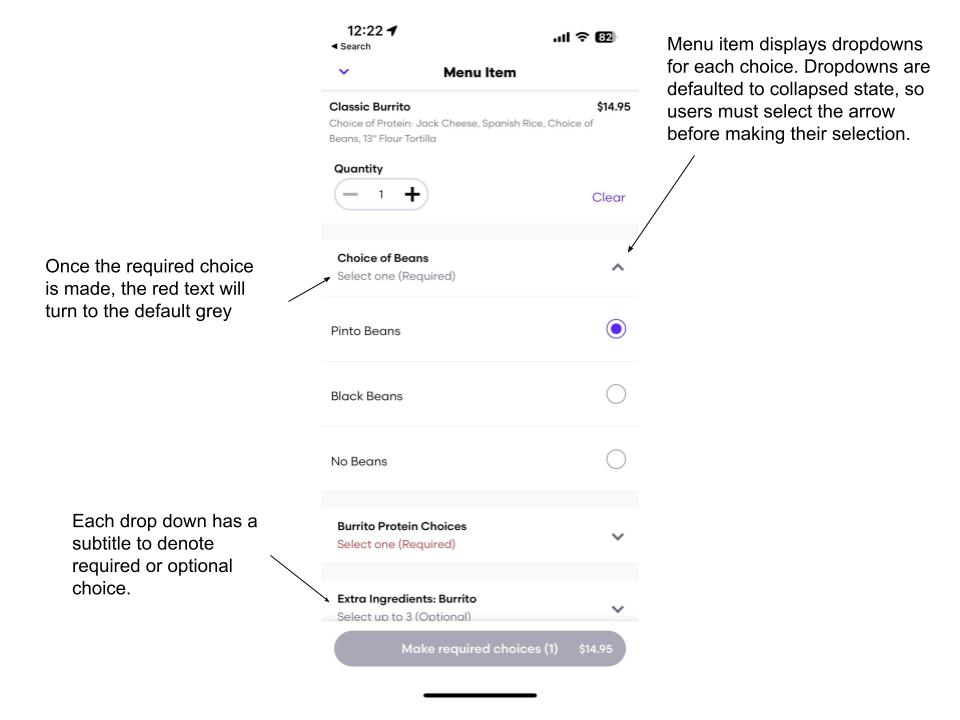 12:22
82
Search
Menu Item
Classic Burrito
$14.95
Choice of Protein: Jack Cheese, Spanish Rice, Choice of
Beans, 13" Flour Tortilla
Quantity
1
Clear
Menu item displays dropdowns
for each choice. Dropdowns are
defaulted to collapsed state, so
users must select the arrow
before making their selection.
Choice of Beans
Select one (Required)
Once the required choice
is made, the red text will
turn to the default grey
Pinto Beans
Black Beans
No Beans
Each drop down has a
subtitle to denote
required or optional
choice.
Burrito Protein Choices
Select one (Required)
Extra Ingredients: Burrito
Select up to 3 (Optional)
Make required choices (1)
$14.95